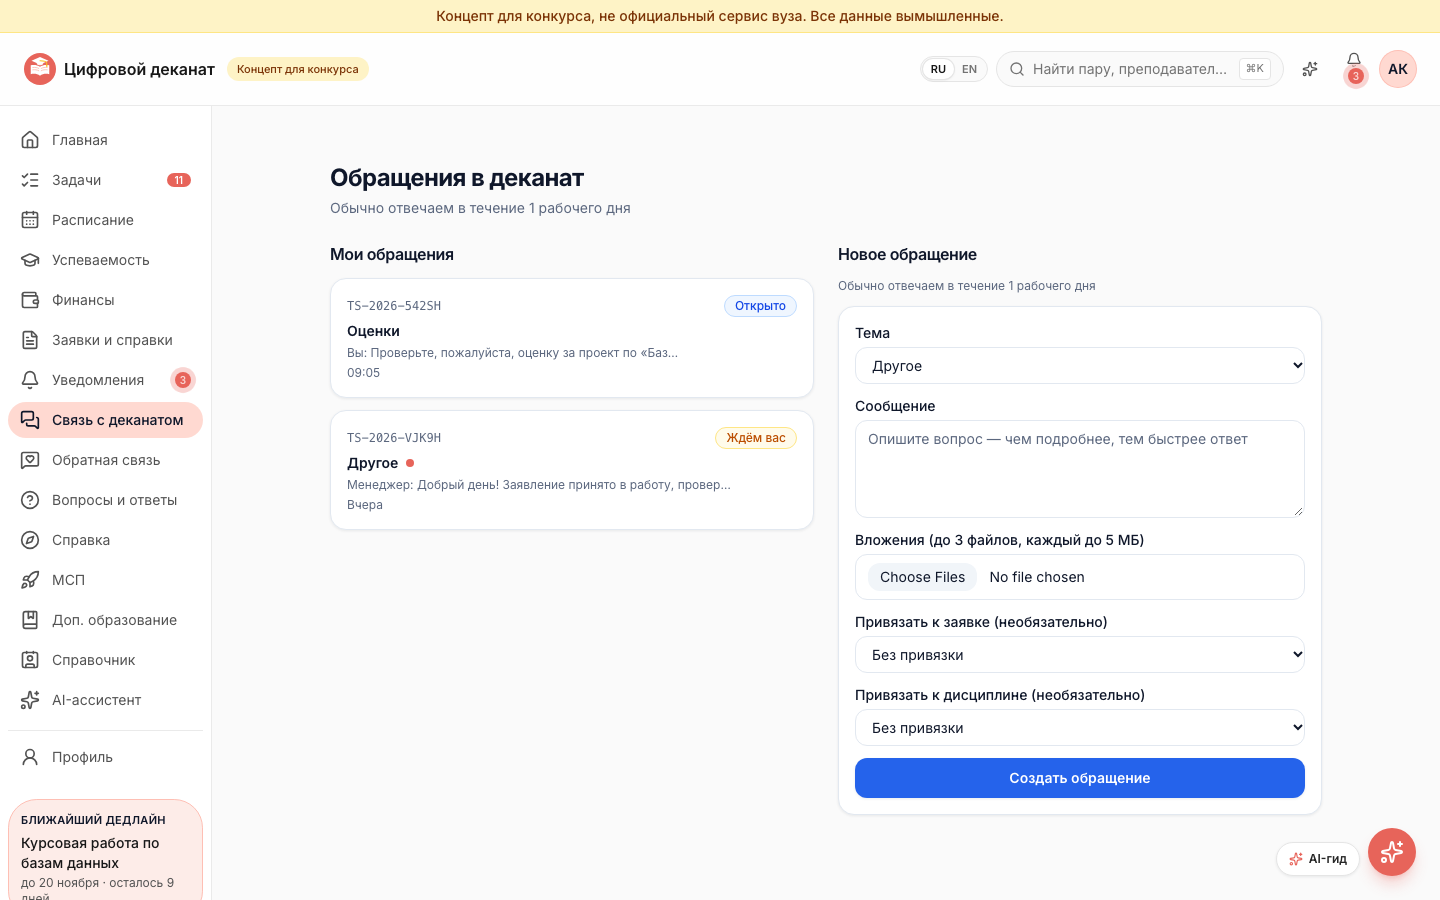 Концепт для конкурса, не официальный сервис вуза. Все данные вымышленные.
Цифровой деканат
Концепт для конкурса
RU EN
Найти пару, преподавател... ⌘K
3
АК
Главная
Задачи 11
Расписание
Успеваемость
Финансы
Заявки и справки
Уведомления 3
Связь с деканатом
Обратная связь
Вопросы и ответы
Справка
МСП
Доп. образование
Справочник
AI-ассистент
Профиль
БЛИЖАЙШИЙ ДЕДЛАЙН
Курсовая работа по
базам данных
до 20 ноября · осталось 9
дней
Обращения в деканат
Обычно отвечаем в течение 1 рабочего дня
Мои обращения
TS-2026-542SH Открыто
Оценки
Вы: Проверьте, пожалуйста, оценку за проект по «Баз...
09:05
TS-2026-VJK9H Ждём вас
Другое
Менеджер: Добрый день! Заявление принято в работу, провер...
Вчера
Новое обращение
Обычно отвечаем в течение 1 рабочего дня
Тема
Другое
Сообщение
Опишите вопрос — чем подробнее, тем быстрее ответ
Вложения (до 3 файлов, каждый до 5 МБ)
Choose Files No file chosen
Привязать к заявке (необязательно)
Без привязки
Привязать к дисциплине (необязательно)
Без привязки
Создать обращение
AI-гид